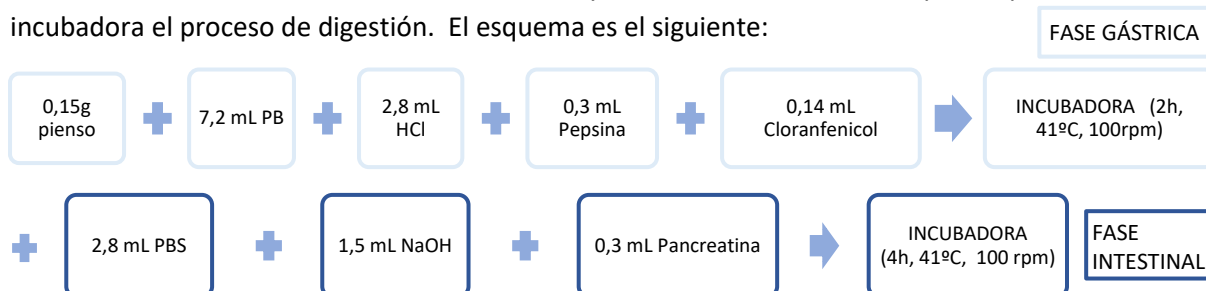 incubadora el proceso de digestión. El esquema es el siguiente:
FASE GÁSTRICA
0,15g
pienso
7,2 mL PB
2,8 mL
HCl
0,3 mL
Pepsina
0,14 mL
Cloranfenicol
INCUBADORA (2h,
41ºC, 100rpm)
2,8 mL PBS
1,5 mL NaOH
0,3 mL Pancreatina
INCUBADORA
(4h, 41ºC, 100 rpm)
FASE
INTESTINAL